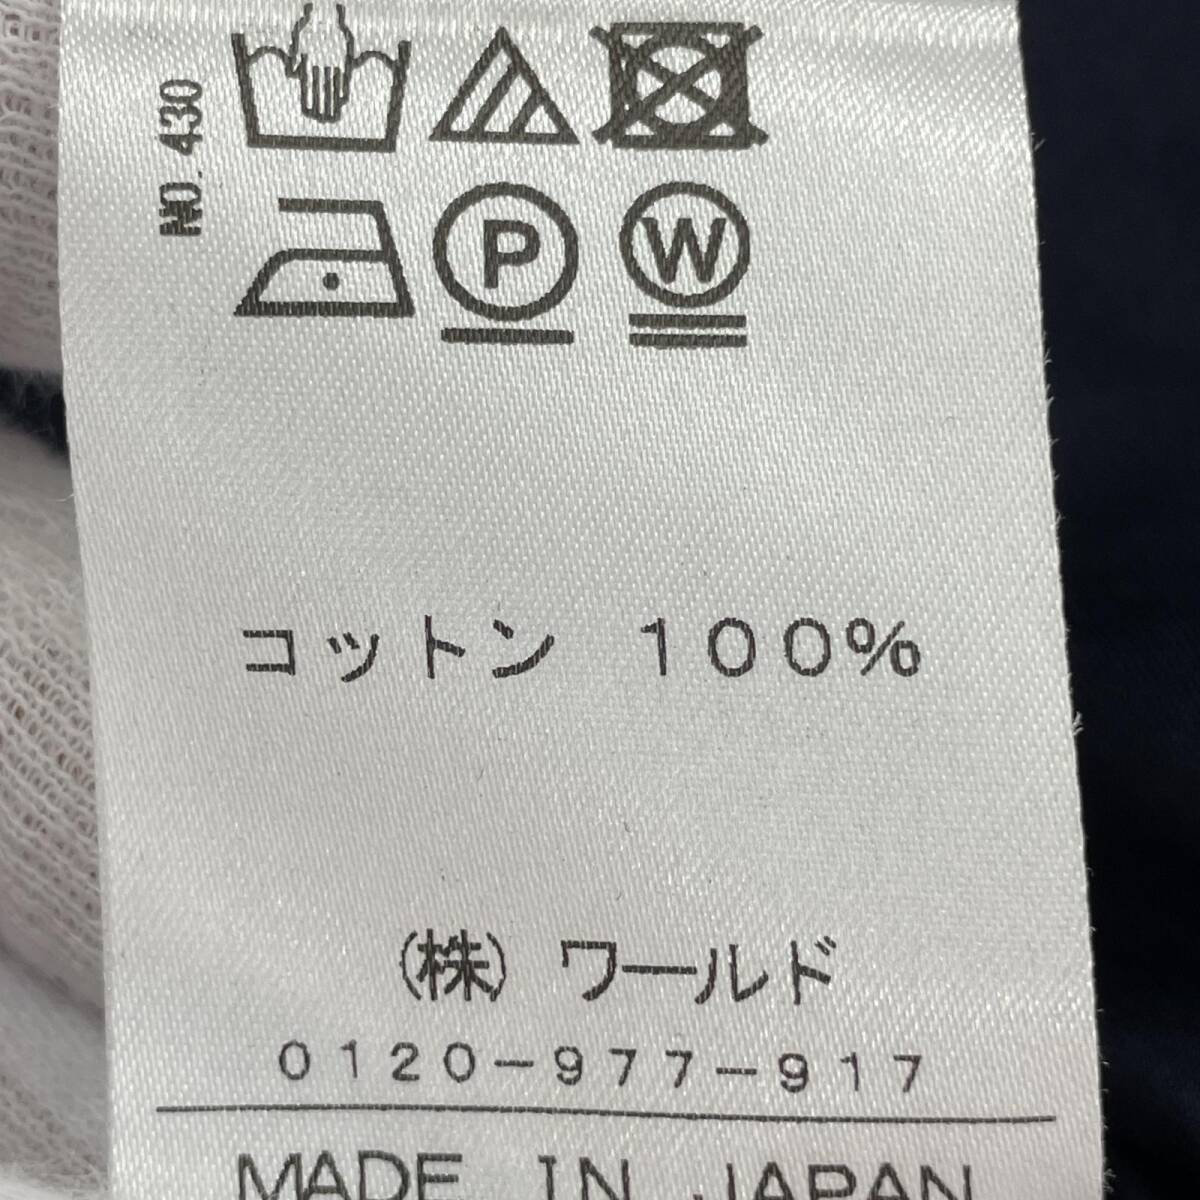 NO. 430
P W
コットン 100%
(株) ワールド
0120-977-917
MADE IN JAPAN